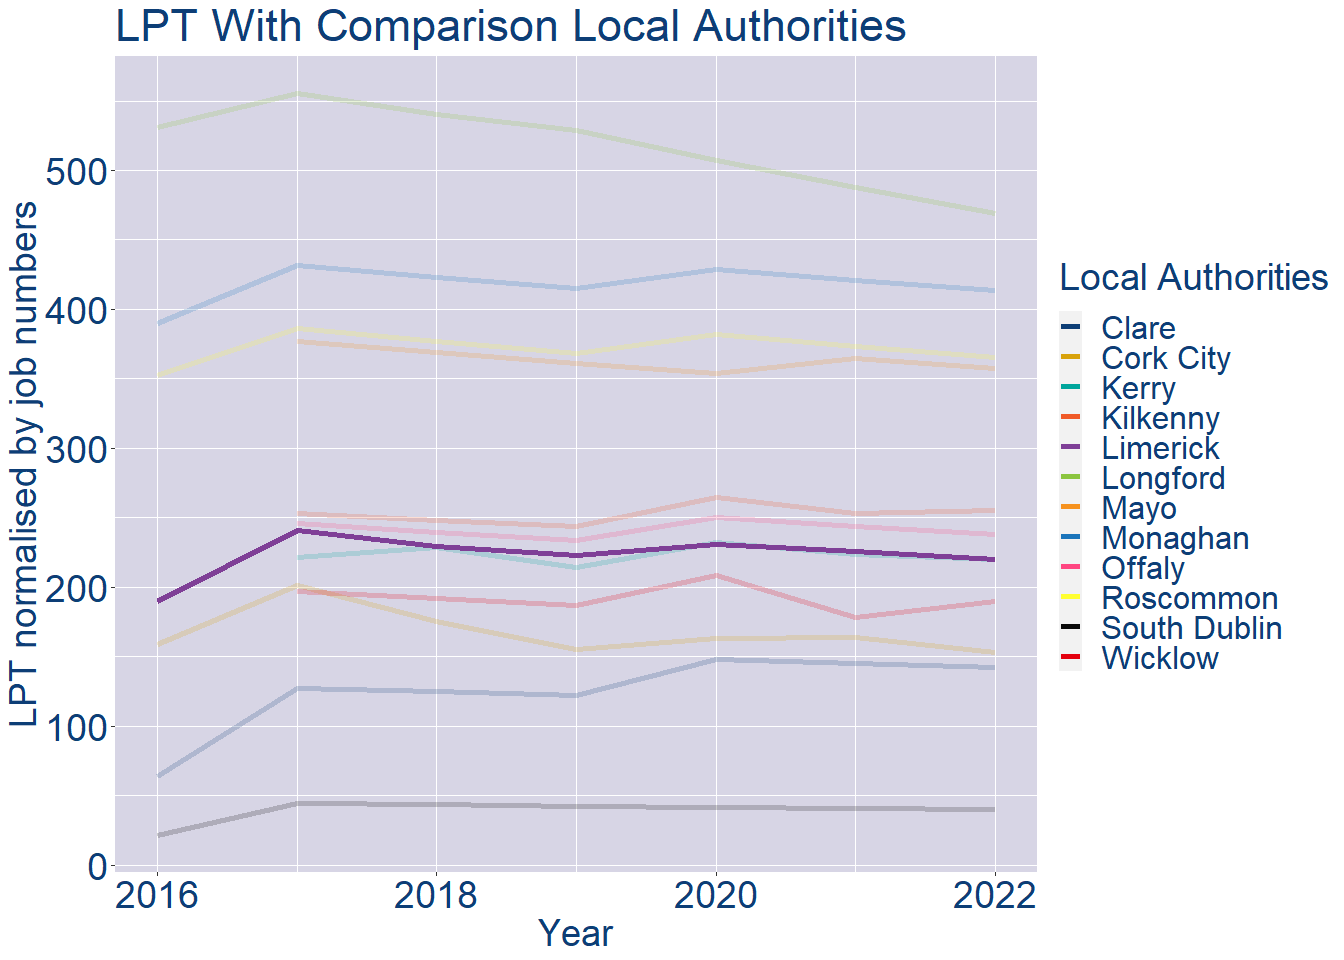 LPT With Comparison Local Authorities
LPT normalised by job numbers
500
400
300
200
100
0
2016 2018 2020 2022
Year
Local Authorities
Clare
Cork City
Kerry
Kilkenny
Limerick
Longford
Mayo
Monaghan
Offaly
Roscommon
South Dublin
Wicklow